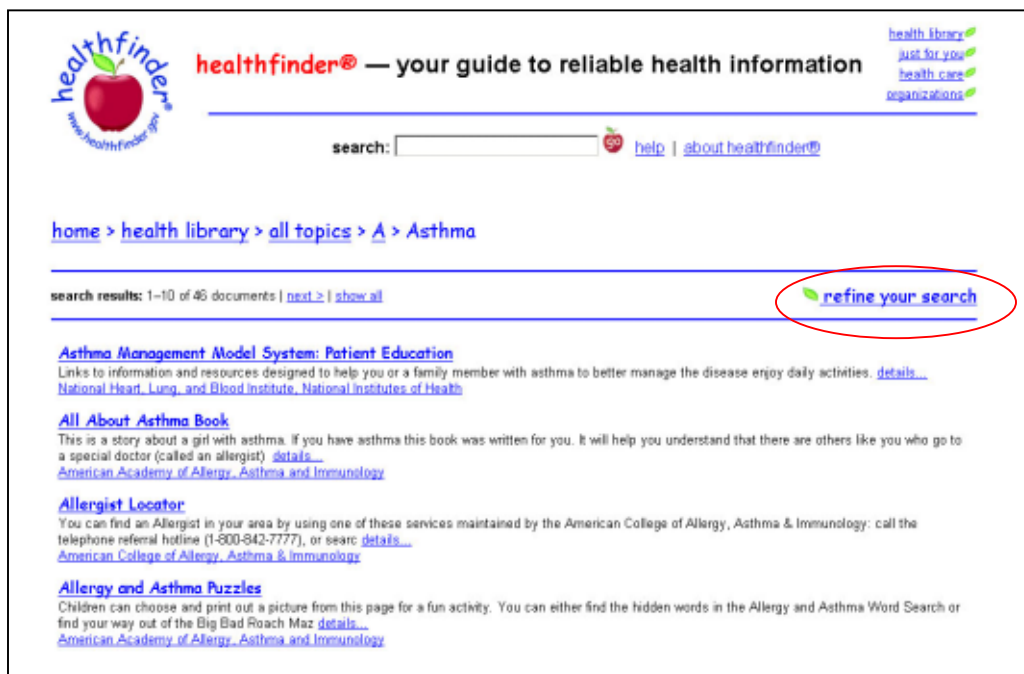 healthfinder®
www.healthfinder.gov
healthfinder® — your guide to reliable health information
health library
just for you
health care
organizations
search:
go
help | about healthfinder®
home > health library > all topics > A > Asthma
search results: 1–10 of 46 documents | next > | show all
refine your search
Asthma Management Model System: Patient Education
Links to information and resources designed to help you or a family member with asthma to better manage the disease enjoy daily activities. details...
National Heart, Lung, and Blood Institute, National Institutes of Health
All About Asthma Book
This is a story about a girl with asthma. If you have asthma this book was written for you. It will help you understand that there are others like you who go to
a special doctor (called an allergist) details...
American Academy of Allergy, Asthma and Immunology
Allergist Locator
You can find an Allergist in your area by using one of these services maintained by the American College of Allergy, Asthma & Immunology: call the
telephone referral hotline (1-800-842-7777), or searc details...
American College of Allergy, Asthma & Immunology
Allergy and Asthma Puzzles
Children can choose and print out a picture from this page for a fun activity. You can either find the hidden words in the Allergy and Asthma Word Search or
find your way out of the Big Bad Roach Maz details...
American Academy of Allergy, Asthma and Immunology